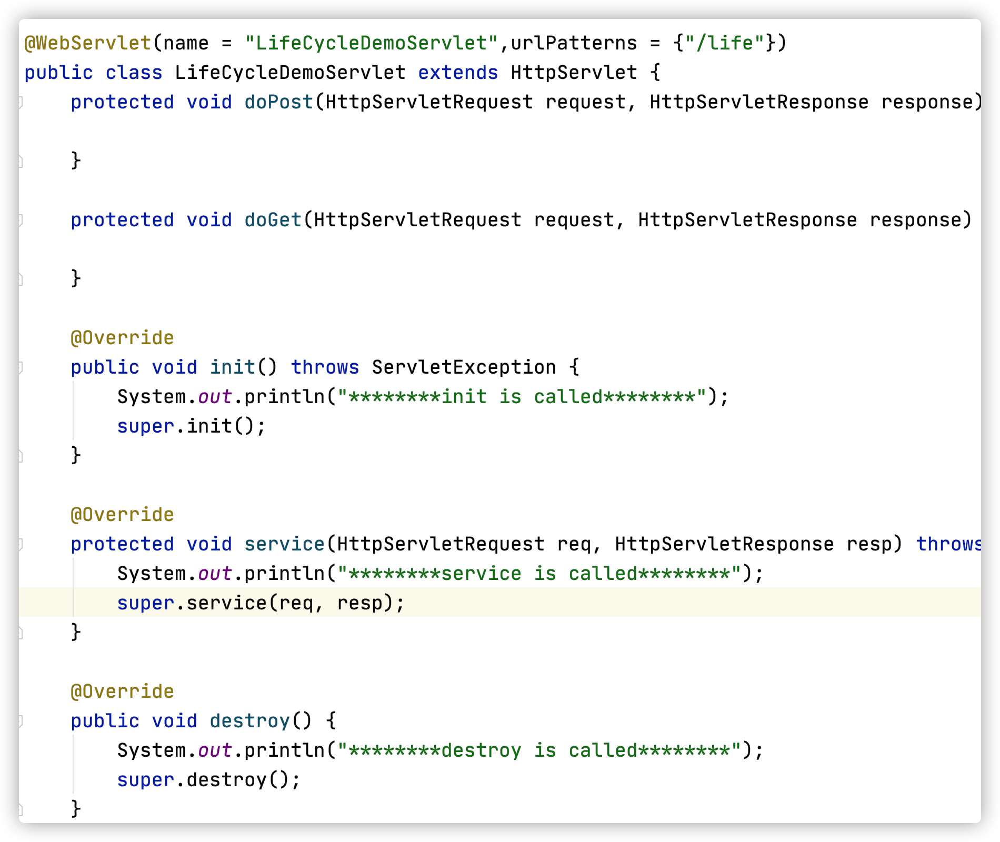 @WebServlet(name = "LifeCycleDemoServlet",urlPatterns = {"/life"})
public class LifeCycleDemoServlet extends HttpServlet {
    protected void doPost(HttpServletRequest request, HttpServletResponse response)
    }
    protected void doGet(HttpServletRequest request, HttpServletResponse response)
    }
    @Override
    public void init() throws ServletException {
        System.out.println("********init is called********");
        super.init();
    }
    @Override
    protected void service(HttpServletRequest req, HttpServletResponse resp) throws
        System.out.println("********service is called********");
        super.service(req, resp);
    }
    @Override
    public void destroy() {
        System.out.println("********destroy is called********");
        super.destroy();
    }